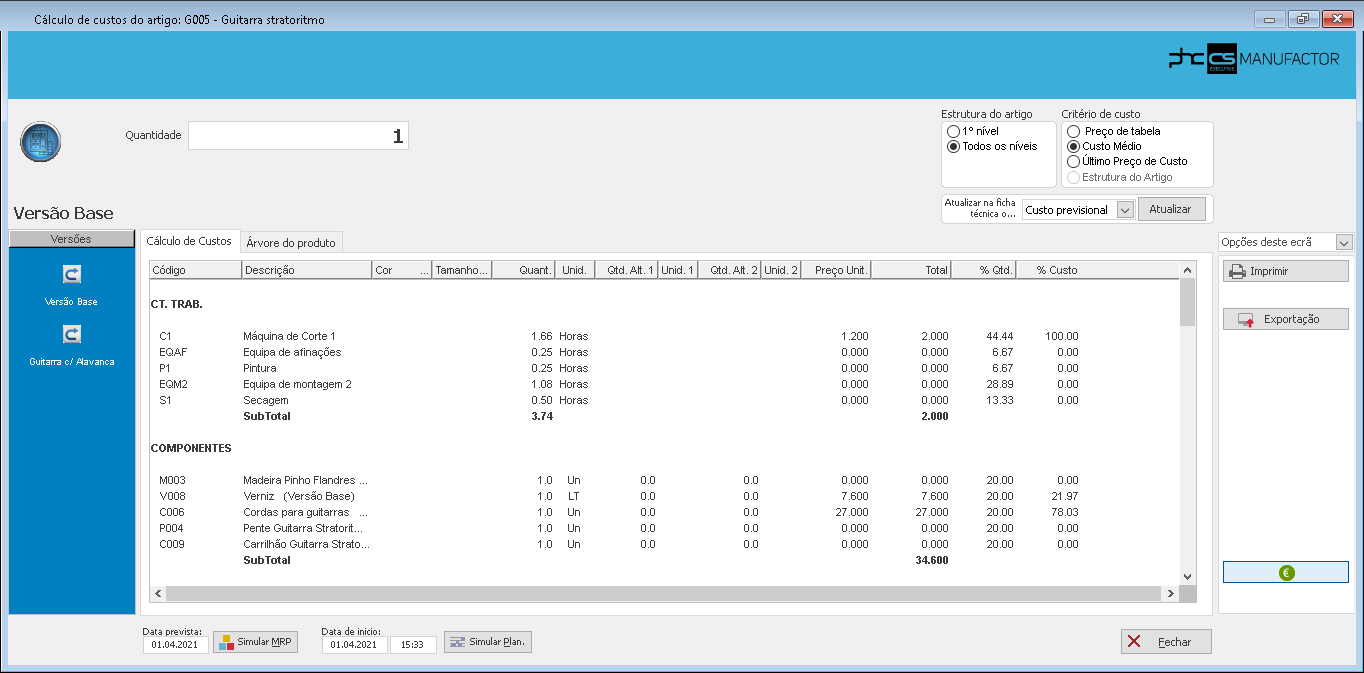 Cálculo de custos do artigo: G005 - Guitarra stratoritmo
phc CS EXECUTIVE MANUFACTOR
Quantidade 1
Estrutura do artigo
1º nível
Todos os níveis
Critério de custo
Preço de tabela
Custo Médio
Último Preço de Custo
Estrutura do Artigo
Atualizar na ficha
técnica o...
Custo previsional Atualizar
Versão Base
Versões
Versão Base
Guitarra c/ Alavanca
Cálculo de Custos Árvore do produto
Código Descrição Cor ... Tamanho... Quant. Unid. Qtd. Alt. 1 Unid. 1 Qtd. Alt. 2 Unid. 2 Preço Unit. Total % Qtd. % Custo
CT. TRAB.
C1 Máquina de Corte 1 1.66 Horas 1.200 2.000 44.44 100.00
EQAF Equipa de afinações 0.25 Horas 0.000 0.000 6.67 0.00
P1 Pintura 0.25 Horas 0.000 0.000 6.67 0.00
EQM2 Equipa de montagem 2 1.08 Horas 0.000 0.000 28.89 0.00
S1 Secagem 0.50 Horas 0.000 0.000 13.33 0.00
SubTotal 3.74 2.000
COMPONENTES
M003 Madeira Pinho Flandres ... 1.0 Un 0.0 0.0 0.000 0.000 20.00 0.00
V008 Verniz (Versão Base) 1.0 LT 0.0 0.0 7.600 7.600 20.00 21.97
C006 Cordas para guitarras ... 1.0 Un 0.0 0.0 27.000 27.000 20.00 78.03
P004 Pente Guitarra Stratorit... 1.0 Un 0.0 0.0 0.000 0.000 20.00 0.00
C009 Carrilhão Guitarra Strato... 1.0 Un 0.0 0.0 0.000 0.000 20.00 0.00
SubTotal 34.600
Opções deste ecrã
Imprimir
Exportação
€
Data prevista:
01.04.2021
Simular MRP
Data de inicio:
01.04.2021 15:33
Simular Plan.
Fechar